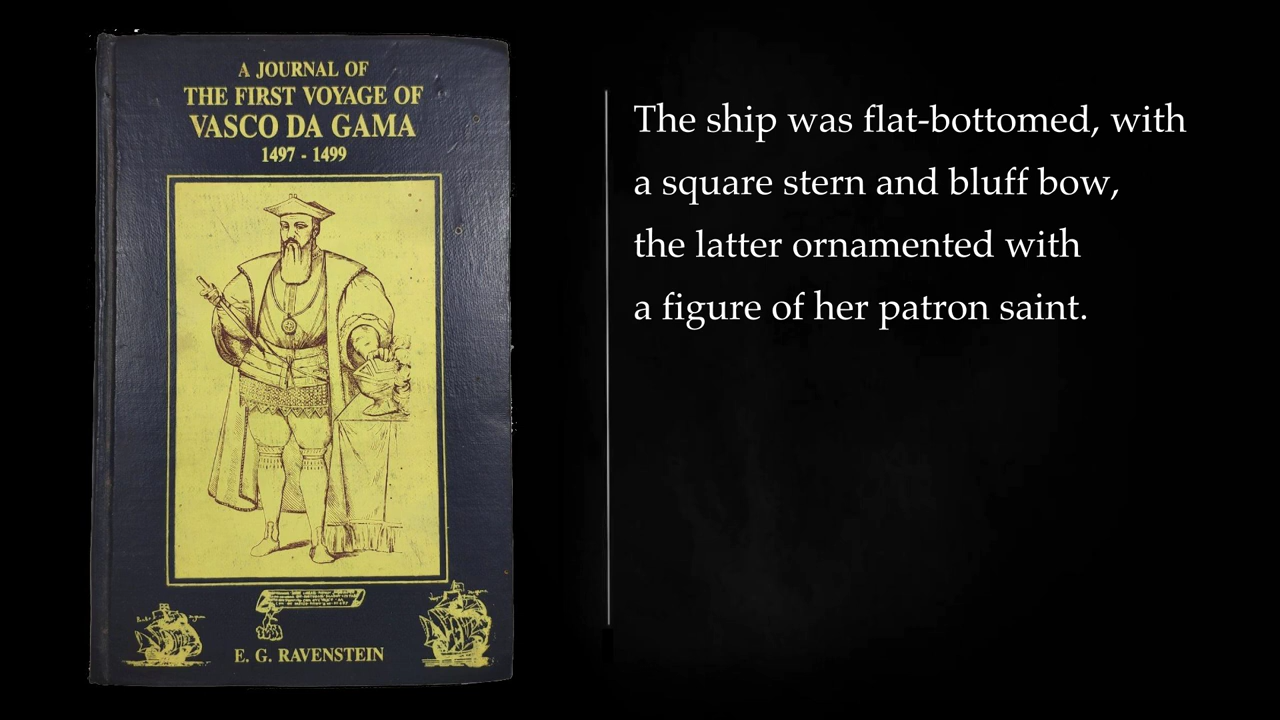 A JOURNAL OF
THE FIRST VOYAGE OF
VASCO DA GAMA
1497 - 1499
E. G. RAVENSTEIN
The ship was flat-bottomed, with
a square stern and bluff bow,
the latter ornamented with
a figure of her patron saint.